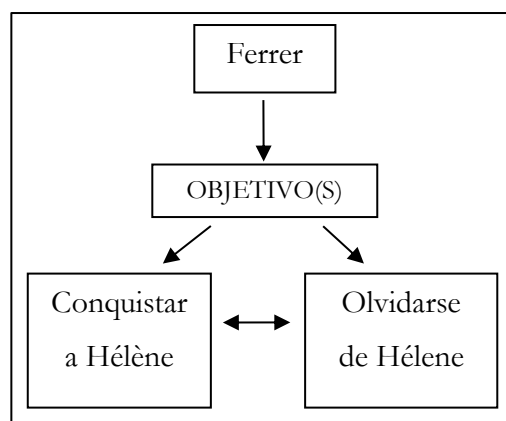 Ferrer
OBJETIVO(S)
Conquistar
a Hélène
Olvidarse
de Hélene